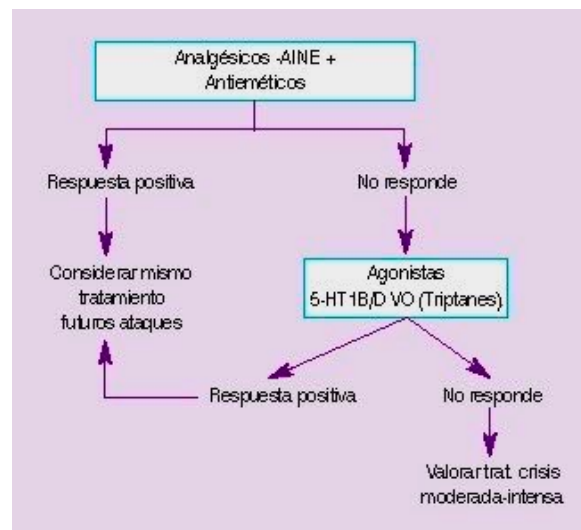 Analgésicos -AINE +
Antieméticos
Respuesta positiva
No responde
Considerar mismo
tratamiento
futuros ataques
Agonistas
5-HT1B/D VO (Triptanes)
Respuesta positiva
No responde
Valorar trat. crisis
moderada-intensa